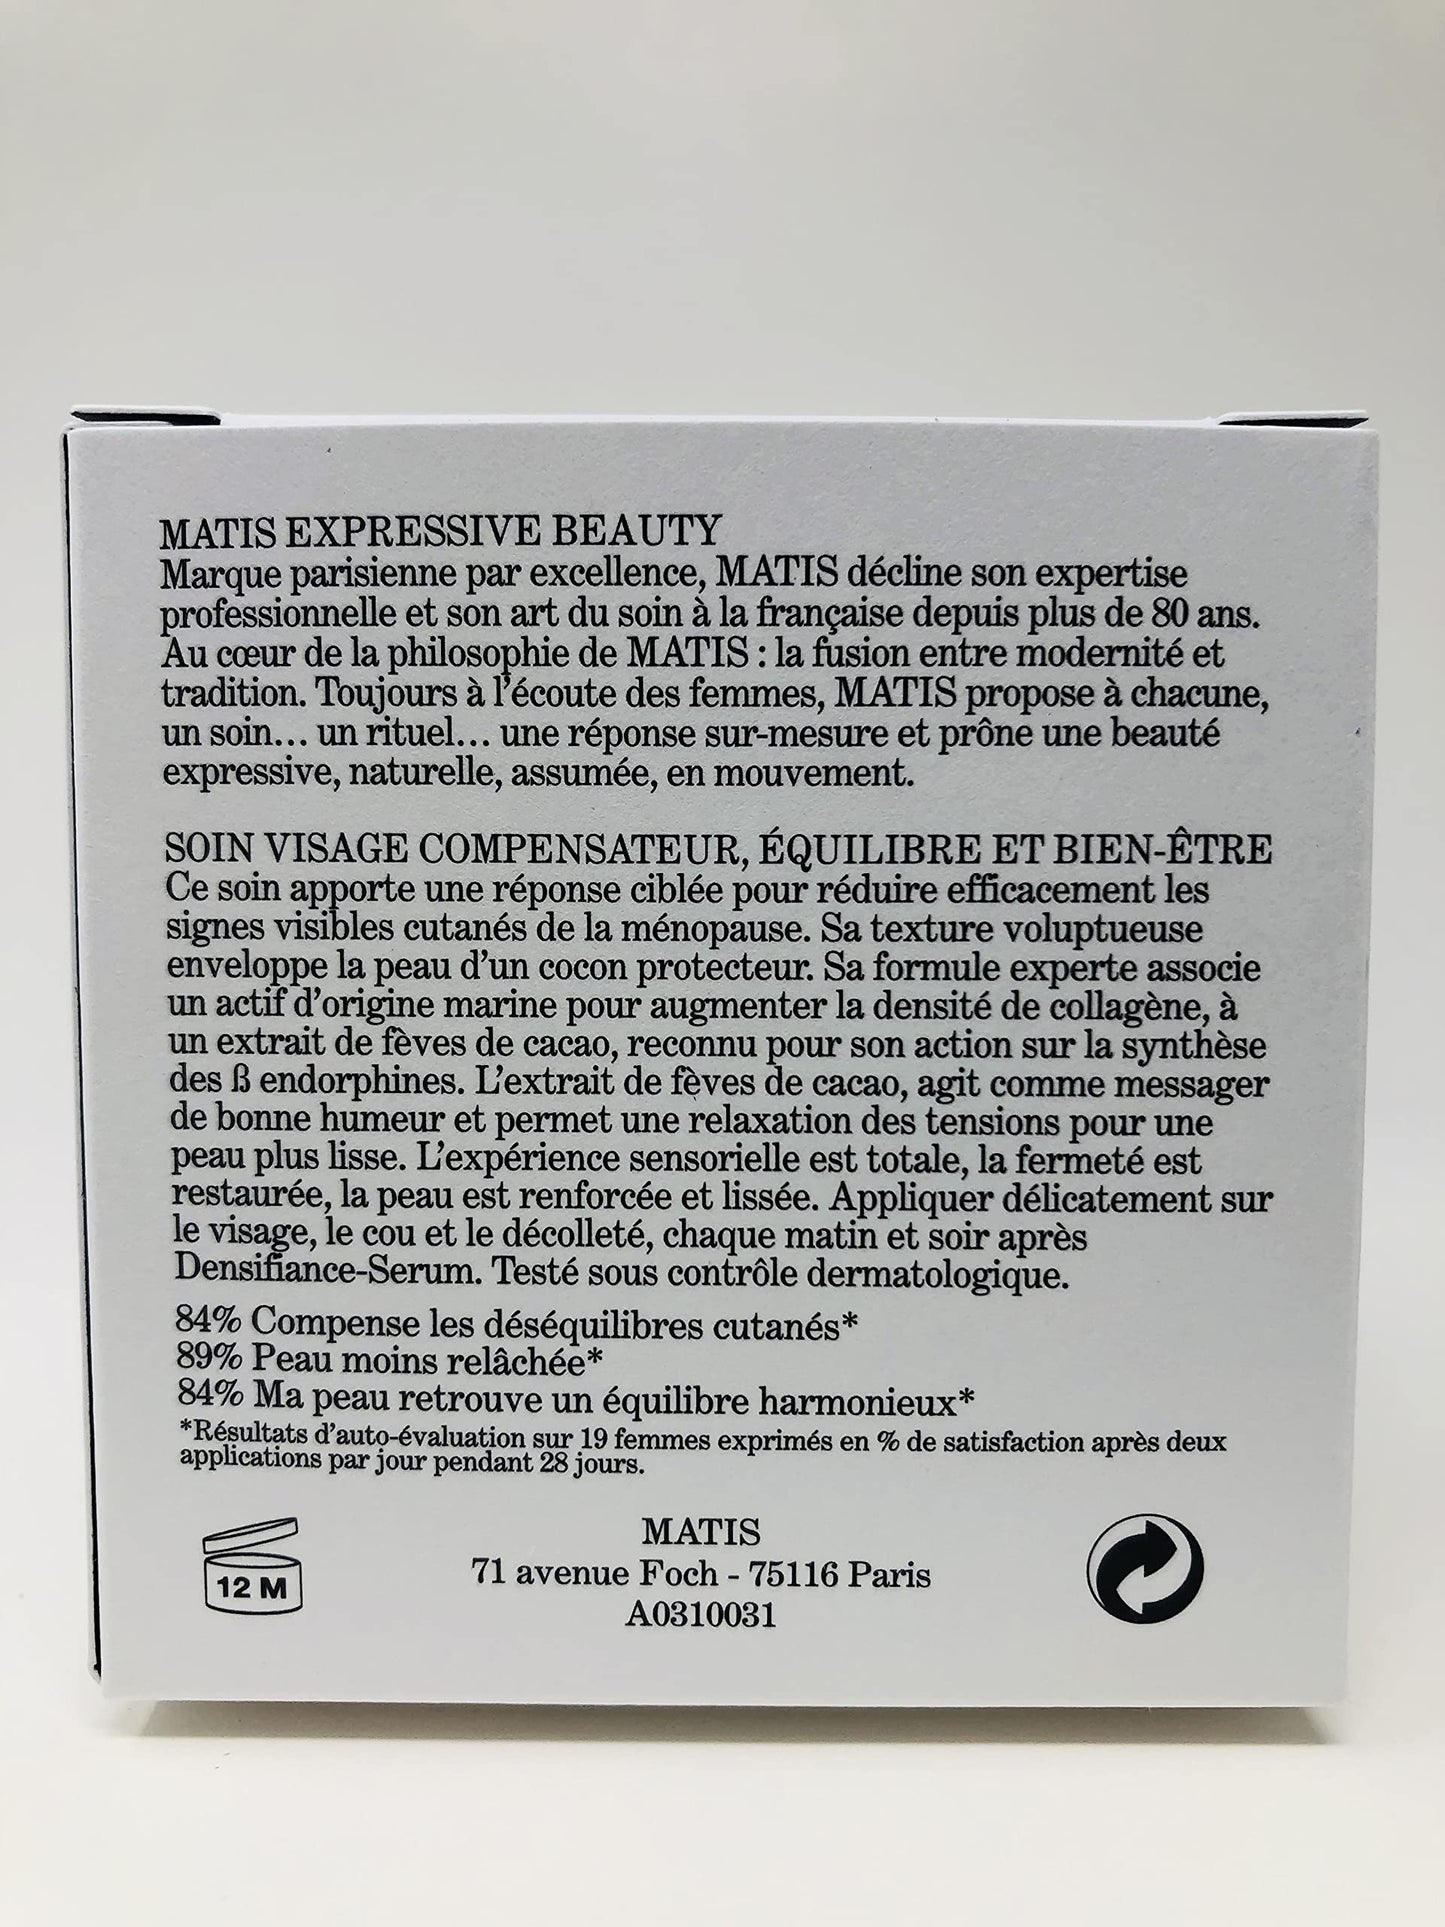 MATIS EXPRESSIVE BEAUTY
Marque parisienne par excellence, MATIS décline son expertise
professionnelle et son art du soin à la française depuis plus de 80 ans.
Au cœur de la philosophie de MATIS : la fusion entre modernité et
tradition. Toujours à l'écoute des femmes, MATIS propose à chacune,
un soin... un rituel... une réponse sur-mesure et prône une beauté
expressive, naturelle, assumée, en mouvement.
SOIN VISAGE COMPENSATEUR, ÉQUILIBRE ET BIEN-ÊTRE
Ce soin apporte une réponse ciblée pour réduire efficacement les
signes visibles cutanés de la ménopause. Sa texture voluptueuse
enveloppe la peau d'un cocon protecteur. Sa formule experte associe
un actif d'origine marine pour augmenter la densité de collagène, à
un extrait de fèves de cacao, reconnu pour son action sur la synthèse
des ß endorphines. L'extrait de fèves de cacao, agit comme messager
de bonne humeur et permet une relaxation des tensions pour une
peau plus lisse. L'expérience sensorielle est totale, la fermeté est
restaurée, la peau est renforcée et lissée. Appliquer délicatement sur
le visage, le cou et le décolleté, chaque matin et soir après
Densifiance-Serum. Testé sous contrôle dermatologique.
84% Compense les déséquilibres cutanés*
89% Peau moins relâchée*
84% Ma peau retrouve un équilibre harmonieux*
*Résultats d'auto-évaluation sur 19 femmes exprimés en % de satisfaction après deux
applications par jour pendant 28 jours.
12 M
MATIS
71 avenue Foch - 75116 Paris
A0310031